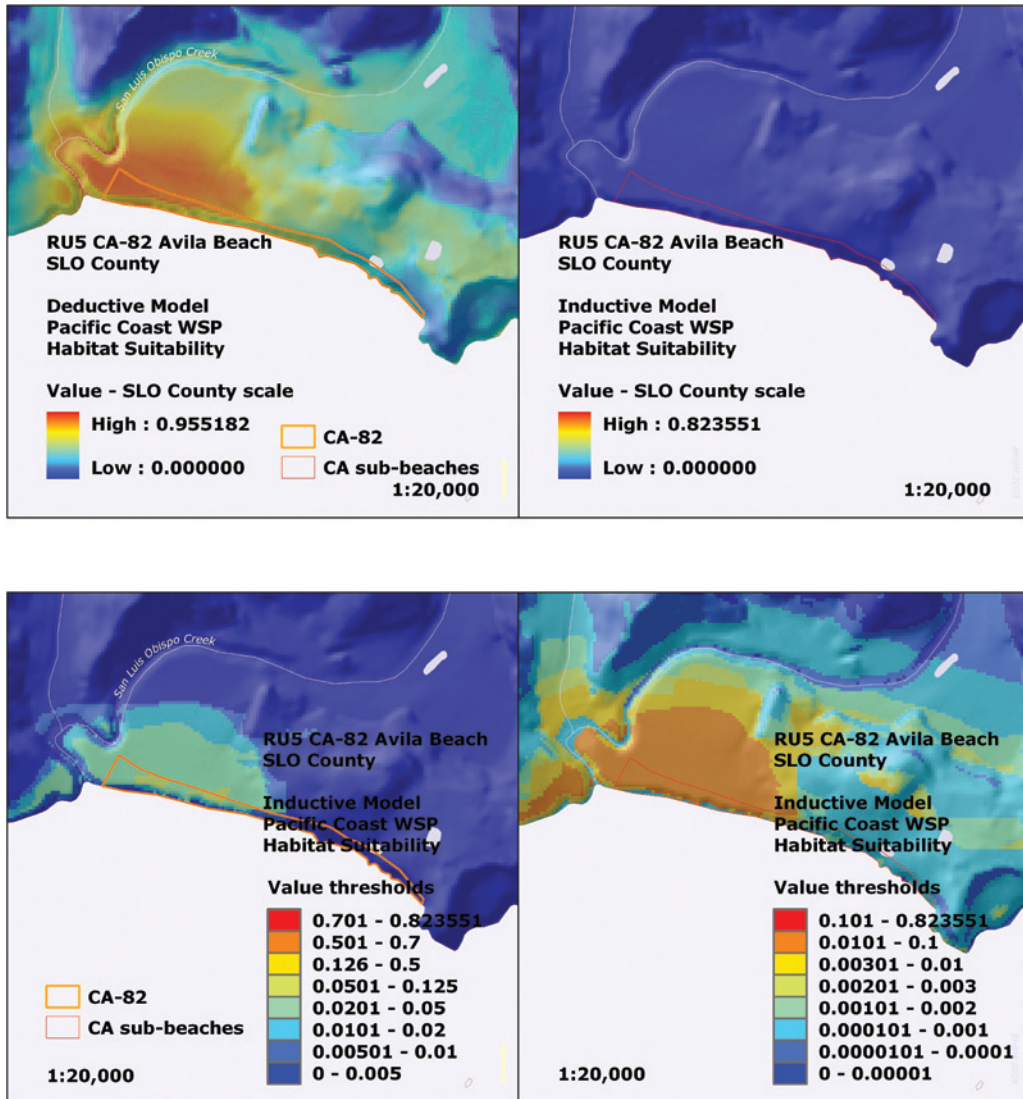 San Luis Obispo Creek
RU5 CA-82 Avila Beach
SLO County
Deductive Model
Pacific Coast WSP
Habitat Suitability
Value - SLO County scale
High : 0.955182
Low : 0.000000
CA-82
CA sub-beaches
1:20,000
RU5 CA-82 Avila Beach
SLO County
Inductive Model
Pacific Coast WSP
Habitat Suitability
Value - SLO County scale
High : 0.823551
Low : 0.000000
1:20,000
San Luis Obispo Creek
RU5 CA-82 Avila Beach
SLO County
Inductive Model
Pacific Coast WSP
Habitat Suitability
Value thresholds
0.701 - 0.823551
0.501 - 0.7
0.126 - 0.5
0.0501 - 0.125
0.0201 - 0.05
0.0101 - 0.02
0.00501 - 0.01
0 - 0.005
CA-82
CA sub-beaches
1:20,000
RU5 CA-82 Avila Beach
SLO County
Inductive Model
Pacific Coast WSP
Habitat Suitability
Value thresholds
0.101 - 0.823551
0.0101 - 0.1
0.00301 - 0.01
0.00201 - 0.003
0.00101 - 0.002
0.000101 - 0.001
0.0000101 - 0.0001
0 - 0.00001
1:20,000